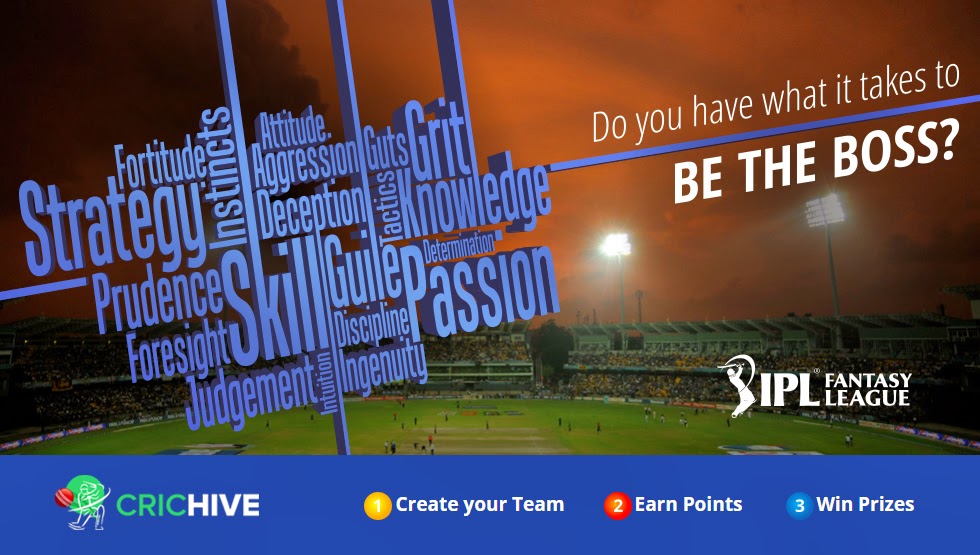 Do you have what it takes to
BE THE BOSS?
Fortitude
Instincts
Attitude.
Aggression
Guts
Grit
Strategy
Deception
Tactics
Knowledge
Determination
Prudence
Skill
Guile
Passion
Foresight
Discipline
Judgement
Intuition
Ingenuity
IPL® FANTASY
LEAGUE
CRICHIVE
1 Create your Team
2 Earn Points
3 Win Prizes